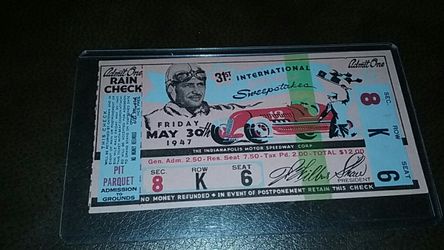 Admit One
RAIN
CHECK
THIS CHECK
PIT
PARQUET
ADMISSION
TO
GROUNDS
31st INTERNATIONAL
Sweepstakes
FRIDAY
MAY 30th
1947
THE INDIANAPOLIS MOTOR SPEEDWAY CORP.
Gen. Adm. 2.50 - Res. Seat 7.50 - Tax Pd. 2.00 - TOTAL $12.00
SEC 8 ROW K SEAT 6
PRESIDENT
NO MONEY REFUNDED - IN EVENT OF POSTPONEMENT RETAIN THIS CHECK
Admit One
SEC
8
ROW
K
SEAT
6